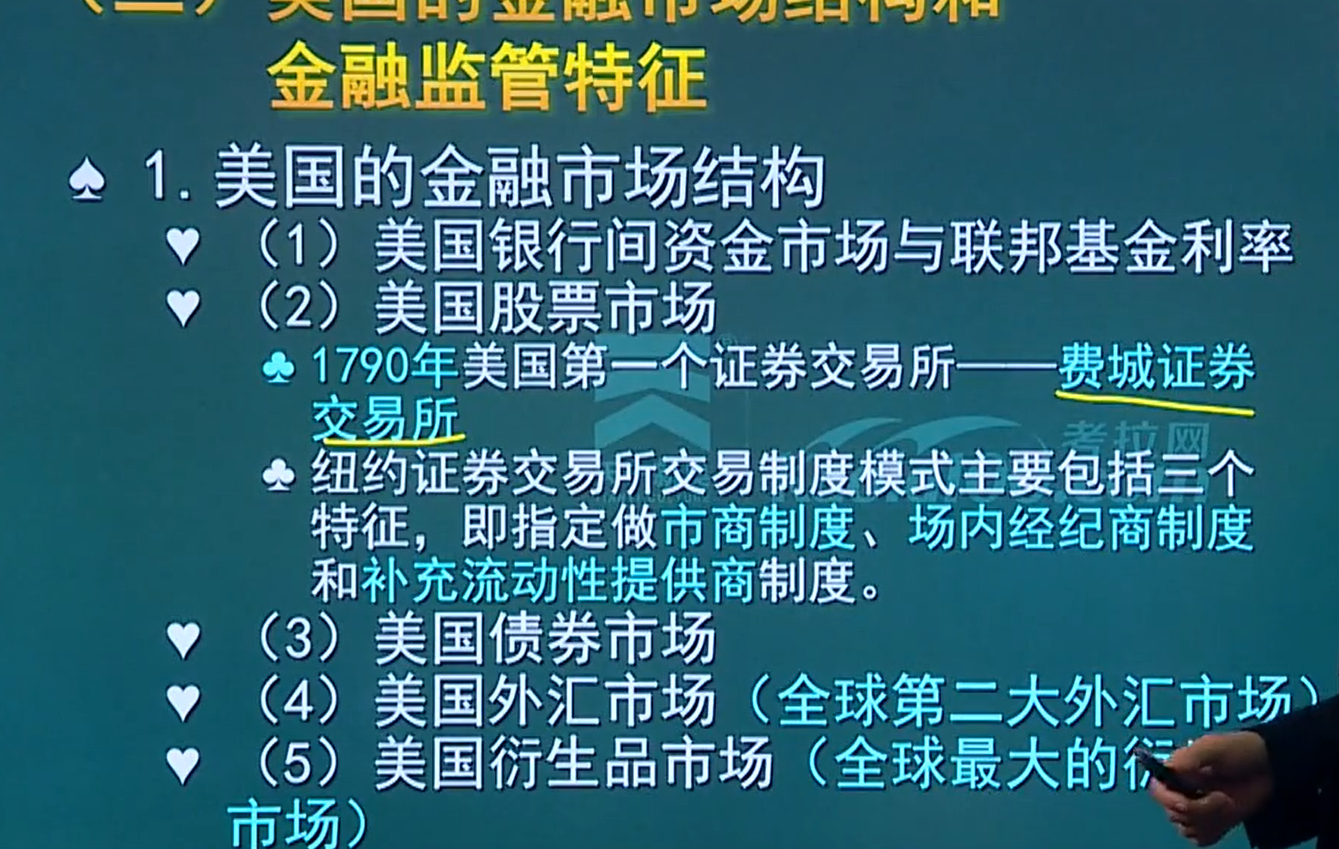 （二）美国的金融市场结构和
金融监管特征
♠ 1.美国的金融市场结构
♥ （1）美国银行间资金市场与联邦基金利率
♥ （2）美国股票市场
♣ 1790年美国第一个证券交易所——费城证券
交易所
♣ 纽约证券交易所交易制度模式主要包括三个
特征，即指定做市商制度、场内经纪商制度
和补充流动性提供商制度。
♥ （3）美国债券市场
♥ （4）美国外汇市场（全球第二大外汇市场）
♥ （5）美国衍生品市场（全球最大的衍
市场）
考拉网